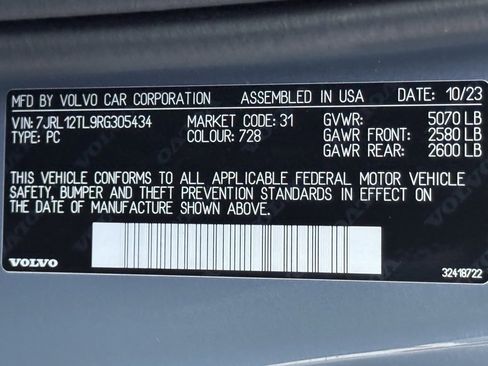 MFD BY VOLVO CAR CORPORATION ASSEMBLED IN USA DATE: 10/23
VIN: 7JRL12TL9RG305434 MARKET CODE: 31 GVWR: 5070 LB
TYPE: PC COLOUR: 728 GAWR FRONT: 2580 LB
GAWR REAR: 2600 LB
THIS VEHICLE CONFORMS TO ALL APPLICABLE FEDERAL MOTOR VEHICLE
SAFETY, BUMPER AND THEFT PREVENTION STANDARDS IN EFFECT ON
THE DATE OF MANUFACTURE SHOWN ABOVE.
VOLVO 32418722